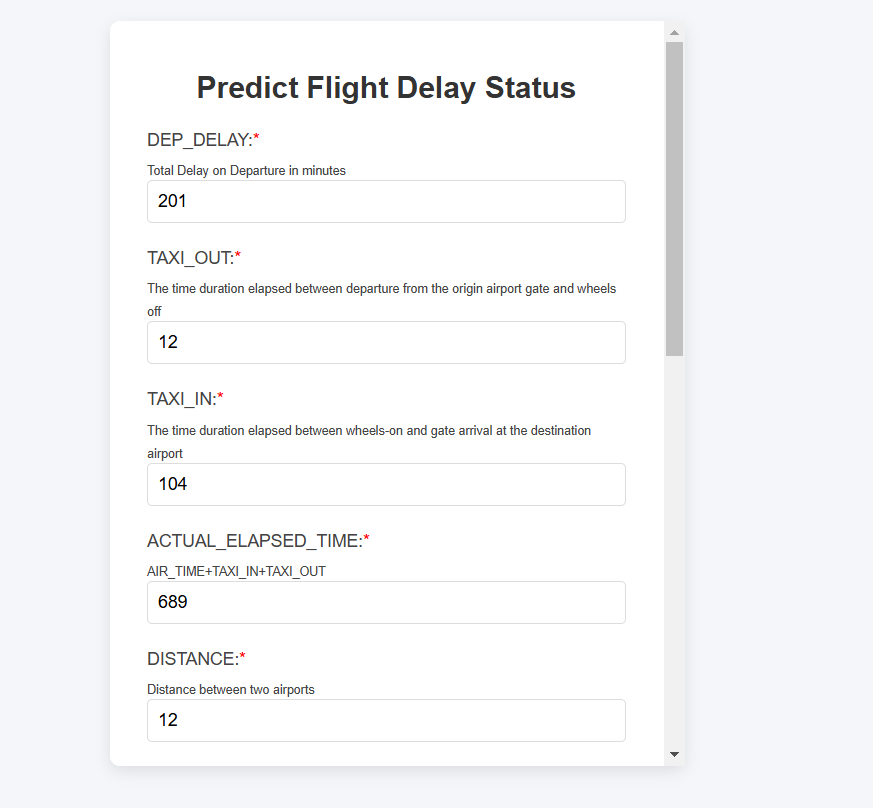 Predict Flight Delay Status
DEP_DELAY:*
Total Delay on Departure in minutes
201
TAXI_OUT:*
The time duration elapsed between departure from the origin airport gate and wheels
off
12
TAXI_IN:*
The time duration elapsed between wheels-on and gate arrival at the destination
airport
104
ACTUAL_ELAPSED_TIME:*
AIR_TIME+TAXI_IN+TAXI_OUT
689
DISTANCE:*
Distance between two airports
12